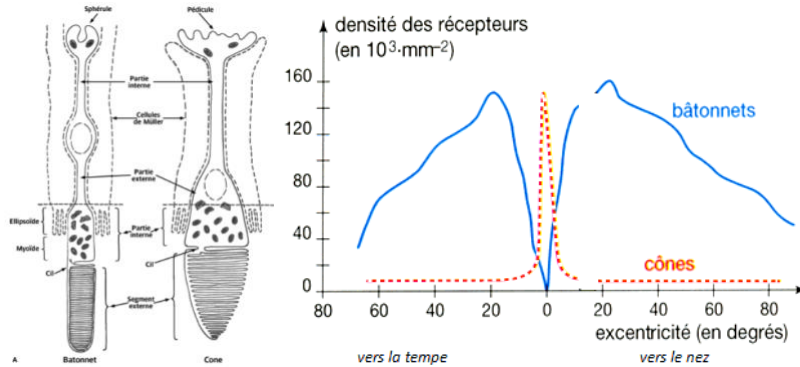 Sphérule
Pédicule
Partie
interne
Cellules
de Müller
Partie
externe
Ellipsoïde
Myoïde
Partie
interne
Cil
Cil
Segment
externe
A
Batonnet
Cone
densité des récepteurs
(en 10³·mm⁻²)
160
120
80
40
0
bâtonnets
cônes
80 60 40 20 0 20 40 60 80
excentricité (en degrés)
vers la tempe
vers le nez